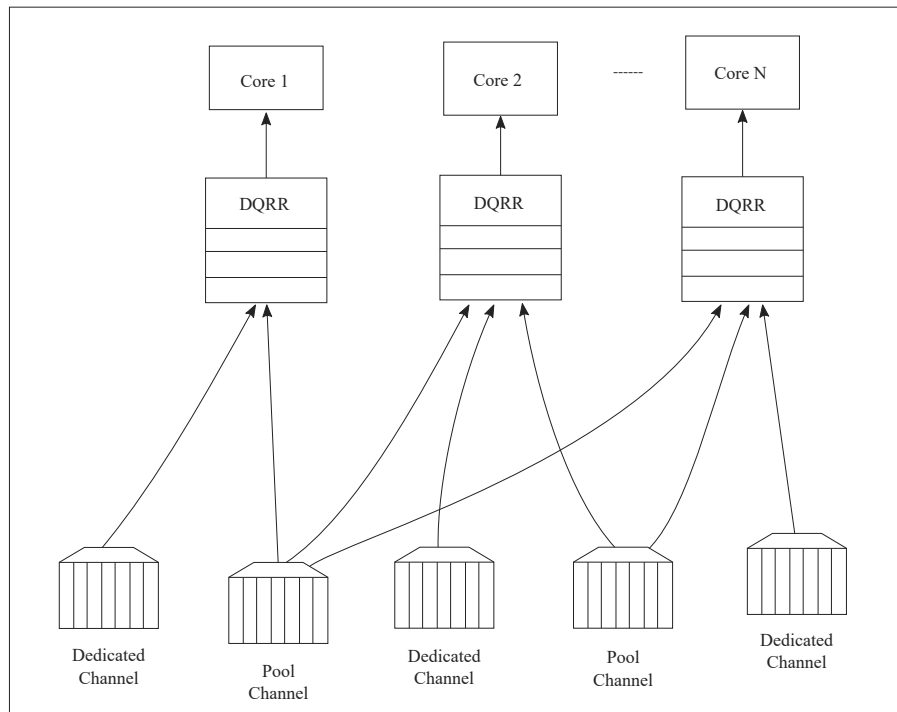 Core 1
Core 2
------
Core N
DQRR
DQRR
DQRR
Dedicated
Channel
Pool
Channel
Dedicated
Channel
Pool
Channel
Dedicated
Channel